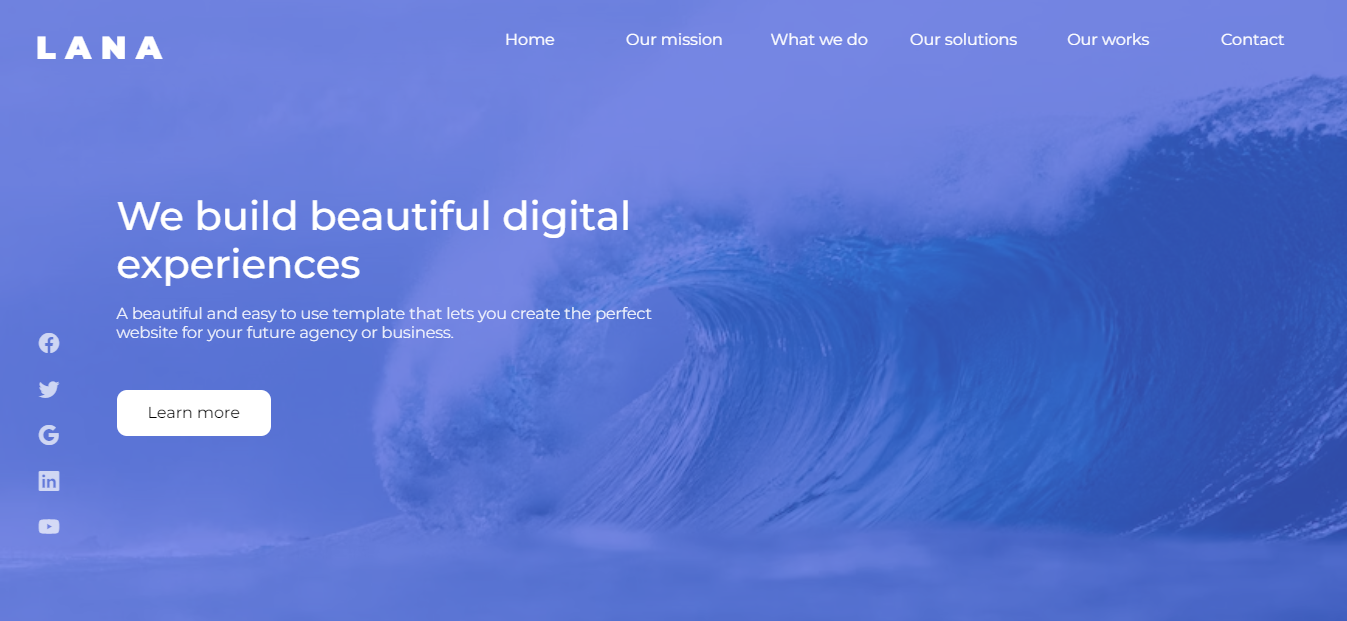 LANA
Home Our mission What we do Our solutions Our works Contact
We build beautiful digital
experiences
A beautiful and easy to use template that lets you create the perfect
website for your future agency or business.
Learn more